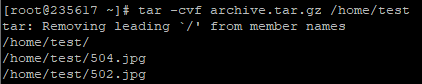 [root@235617 ~]# tar -cvf archive.tar.gz /home/test
tar: Removing leading `/' from member names
/home/test/
/home/test/504.jpg
/home/test/502.jpg